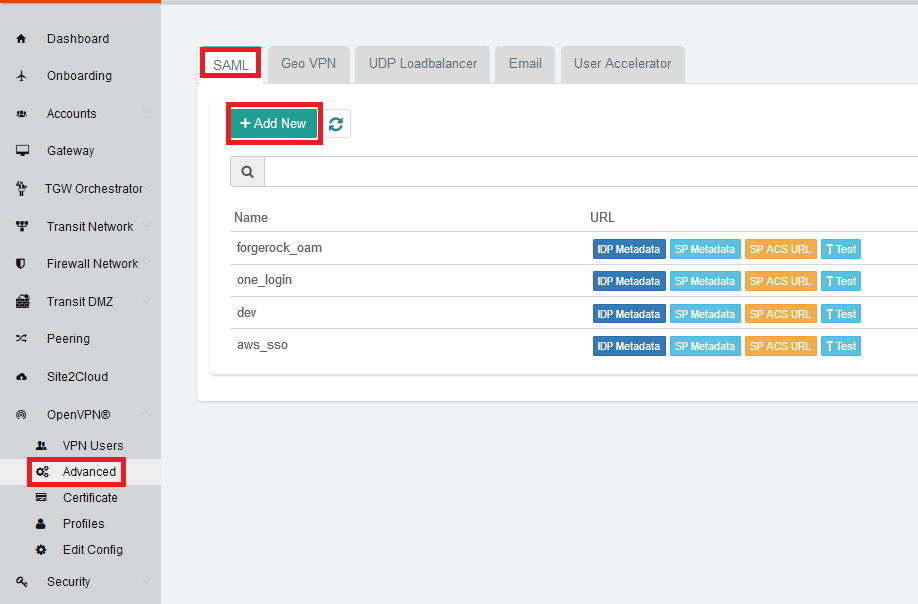 Dashboard
Onboarding
Accounts
Gateway
TGW Orchestrator
Transit Network
Firewall Network
Transit DMZ
Peering
Site2Cloud
OpenVPN®
VPN Users
Advanced
Certificate
Profiles
Edit Config
Security
SAML Geo VPN UDP Loadbalancer Email User Accelerator
+ Add New
Name URL
forgerock_oam IDP Metadata SP Metadata SP ACS URL Test
one_login IDP Metadata SP Metadata SP ACS URL Test
dev IDP Metadata SP Metadata SP ACS URL Test
aws_sso IDP Metadata SP Metadata SP ACS URL Test